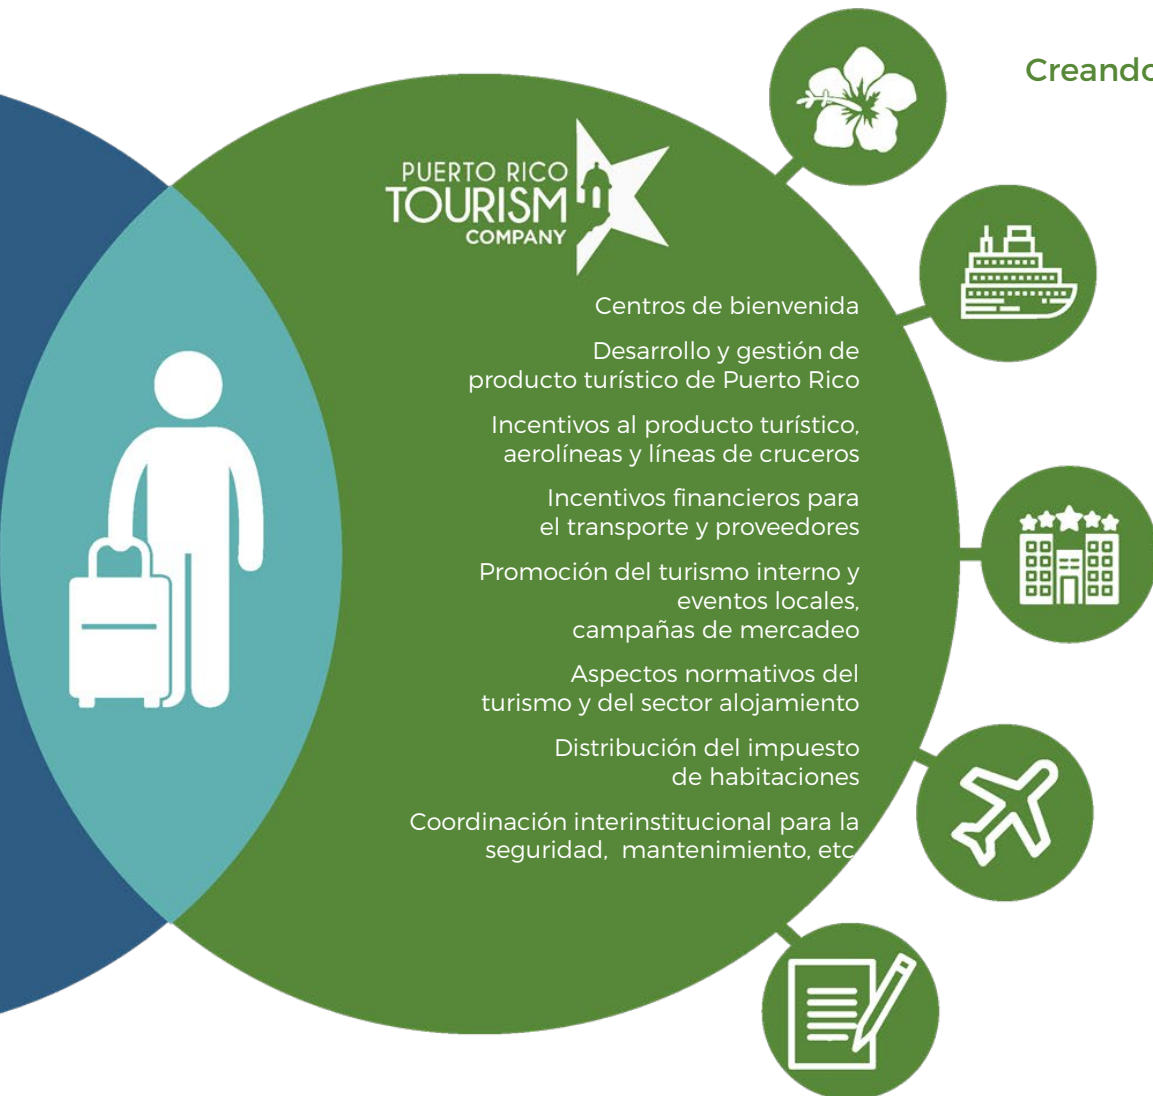 Creando
PUERTO RICO
TOURISM
COMPANY
Centros de bienvenida
Desarrollo y gestión de
producto turístico de Puerto Rico
Incentivos al producto turístico,
aerolíneas y líneas de cruceros
Incentivos financieros para
el transporte y proveedores
Promoción del turismo interno y
eventos locales,
campañas de mercadeo
Aspectos normativos del
turismo y del sector alojamiento
Distribución del impuesto
de habitaciones
Coordinación interinstitucional para la
seguridad, mantenimiento, etc.